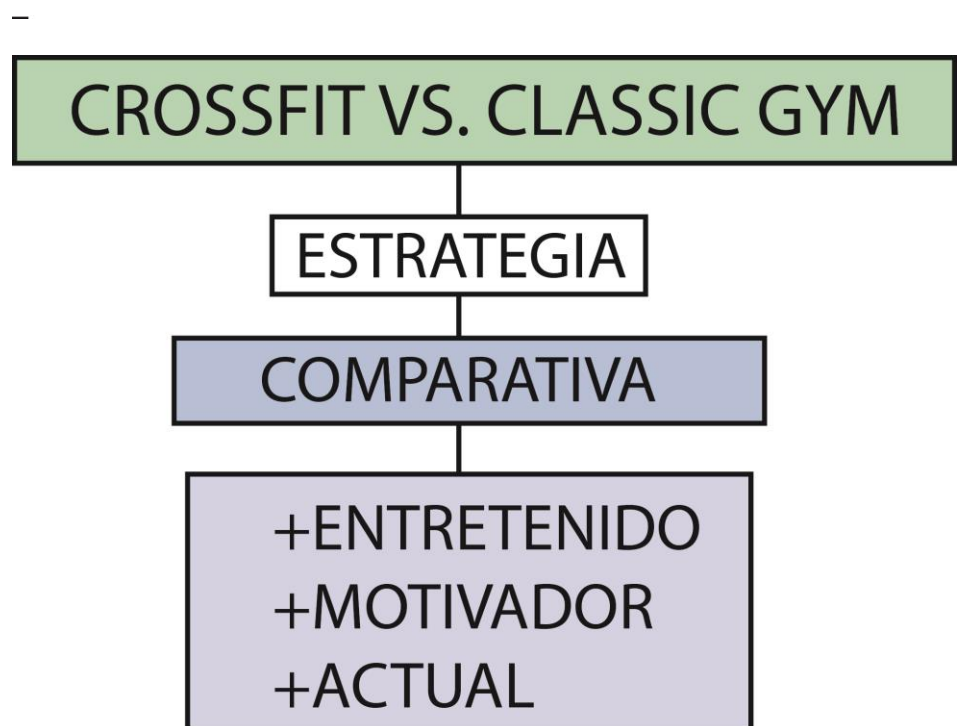 –
CROSSFIT VS. CLASSIC GYM
ESTRATEGIA
COMPARATIVA
+ENTRETENIDO
+MOTIVADOR
+ACTUAL